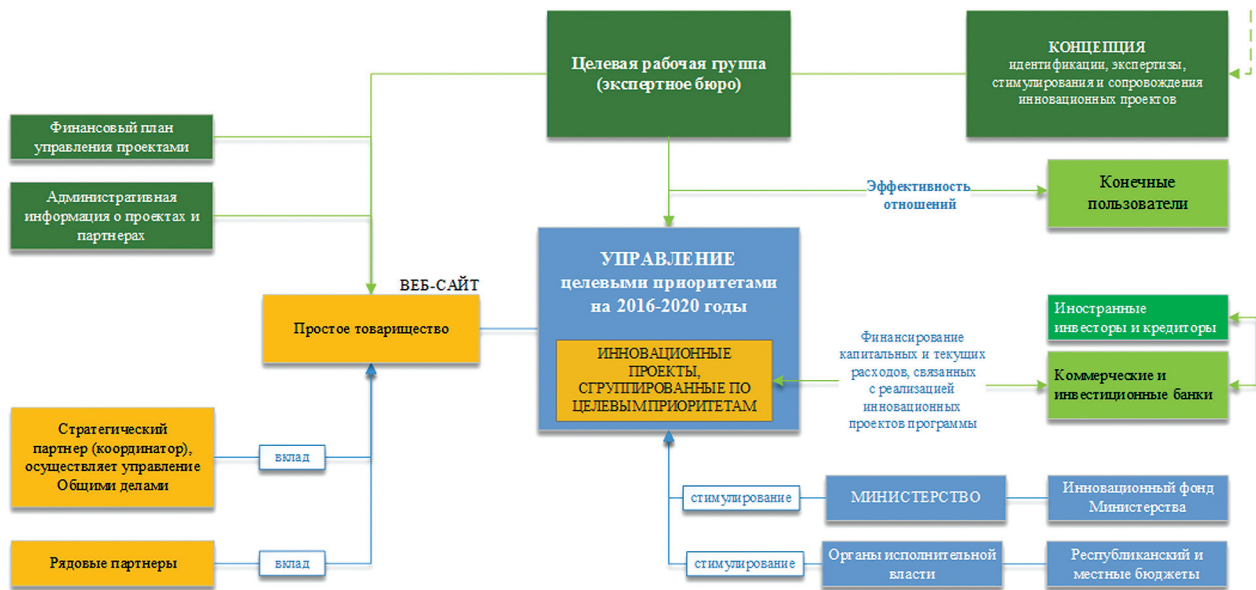 Целевая рабочая группа
(экспертное бюро)
КОНЦЕПЦИЯ
идентификации, экспертизы,
стимулирования и сопровождения
инновационных проектов
Финансовый план
управления проектами
Административная
информация о проектах и
партнерах
Эффективность
отношений
Конечные
пользователи
ВЕБ-САЙТ
Простое товарищество
УПРАВЛЕНИЕ
целевыми приоритетами
на 2016-2020 годы
ИННОВАЦИОННЫЕ
ПРОЕКТЫ,
СГРУППИРОВАННЫЕ ПО
ЦЕЛЕВЫМ ПРИОРИТЕТАМ
Финансирование
капитальных и текущих
расходов, связанных
с реализацией
инновационных
проектов программы
Иностранные
инвесторы и кредиторы
Коммерческие и
инвестиционные банки
Стратегический
партнер (координатор),
осуществляет управление
Общими делами
вклад
стимулирование
МИНИСТЕРСТВО
Инновационный фонд
Министерства
Рядовые партнеры
вклад
стимулирование
Органы исполнительной
власти
Республиканский и
местные бюджеты